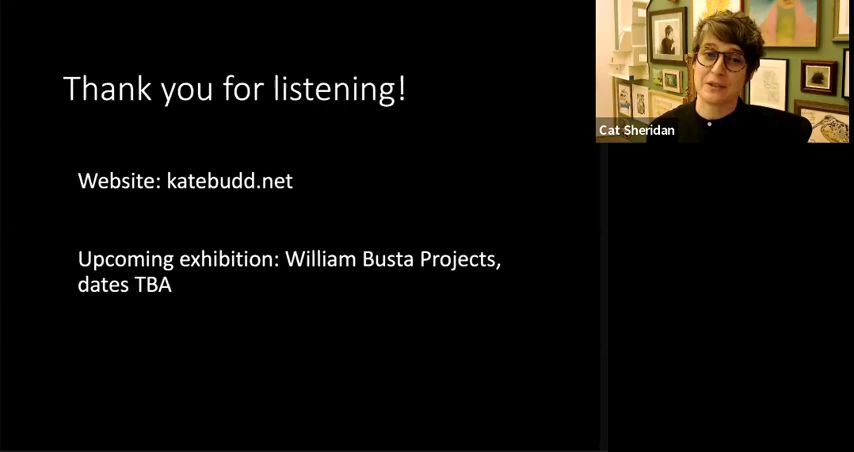 Thank you for listening!
Website: katebudd.net
Upcoming exhibition: William Busta Projects,
dates TBA
Cat Sheridan